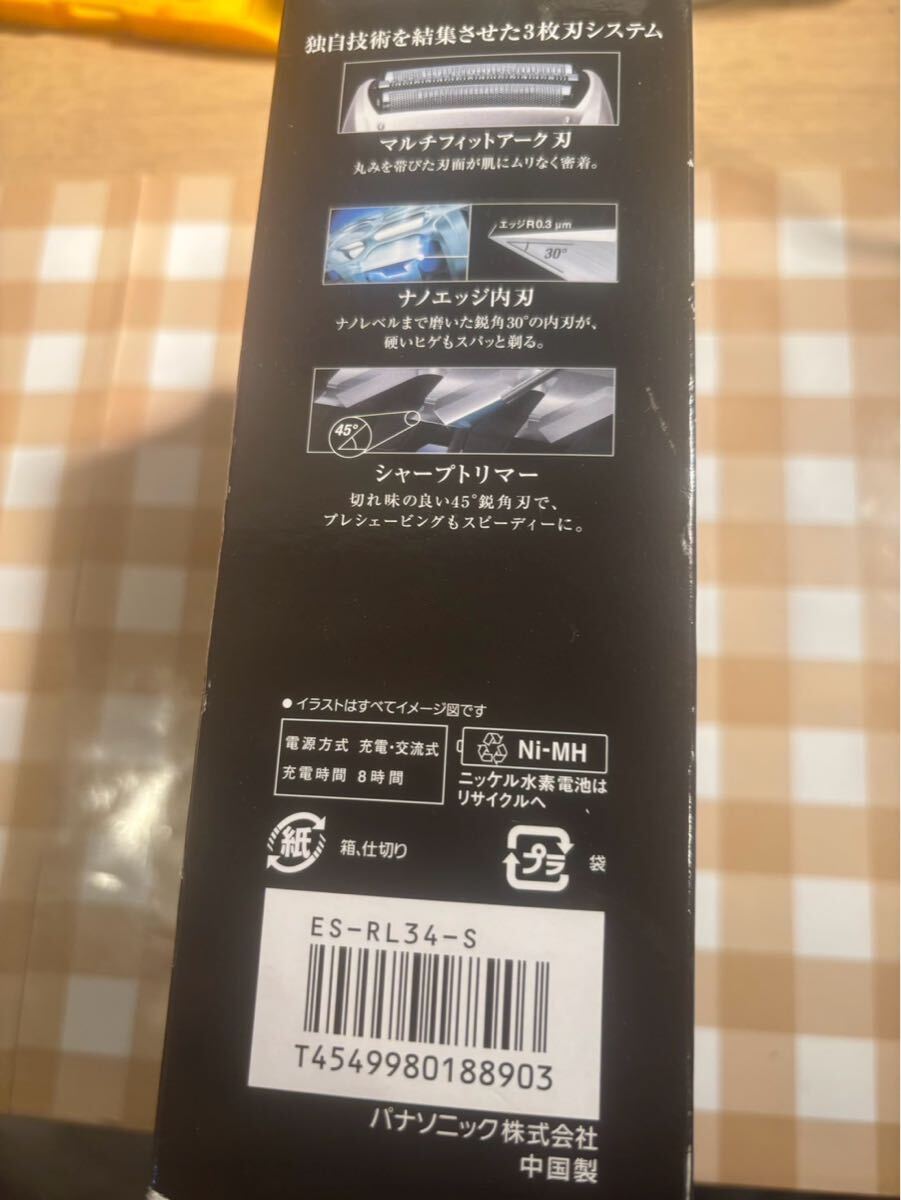 独自技術を結集させた3枚刃システム
マルチフィットアーク刃
丸みを帯びた刃面が肌にムリなく密着。
エッジR0.3 μm
30°
ナノエッジ内刃
ナノレベルまで磨いた鋭角30°の内刃が、
硬いヒゲもスパッと剃る。
45°
シャープトリマー
切れ味の良い45°鋭角刃で、
プレシェービングもスピーディーに。
●イラストはすべてイメージ図です
電源方式 充電・交流式
充電時間 8時間
Ni-MH
ニッケル水素電池は
リサイクルへ
紙
箱、仕切り
プラ
袋
ES-RL34-S
T4549980188903
パナソニック株式会社
中国製